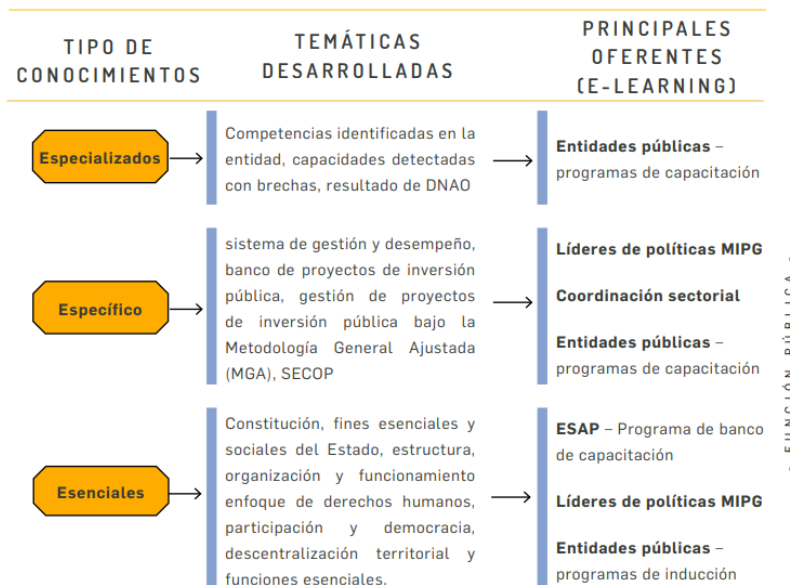 TIPO DE
CONOCIMIENTOS
TEMÁTICAS
DESARROLLADAS
PRINCIPALES
OFERENTES
(E-LEARNING)
Especializados
Competencias identificadas en la
entidad, capacidades detectadas
con brechas, resultado de DNAO
Entidades públicas –
programas de capacitación
Específico
sistema de gestión y desempeño,
banco de proyectos de inversión
pública, gestión de proyectos
de inversión pública bajo la
Metodología General Ajustada
(MGA), SECOP
Líderes de políticas MIPG
Coordinación sectorial
Entidades públicas –
programas de capacitación
Esenciales
Constitución, fines esenciales y
sociales del Estado, estructura,
organización y funcionamiento
enfoque de derechos humanos,
participación y democracia,
descentralización territorial y
funciones esenciales.
ESAP – Programa de banco
de capacitación
Líderes de políticas MIPG
Entidades públicas –
programas de inducción
FUNCIÓN PÚBLICA